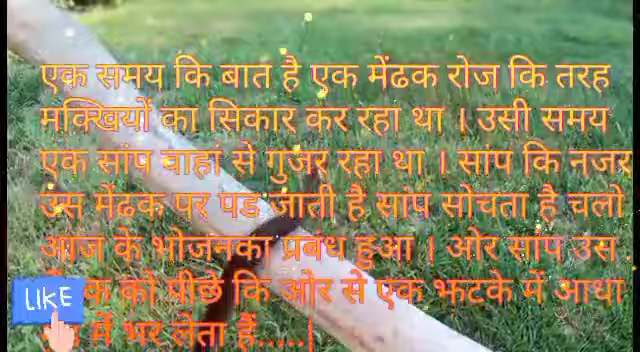 एक समय कि बात है एक मेंढक रोज कि तरह
मक्खियों का सिकार कर रहा था । उसी समय
एक सांप वाहां से गुजर रहा था । सांप कि नजर
उस मेंढक पर पड जाती है सांप सोचता है चलो
आज के भोजनका प्रबंध हुआ । ओर सांप उस
को पीछे कि ओर से एक झटके में आधा
में भर लेता हैं.....
LIKE